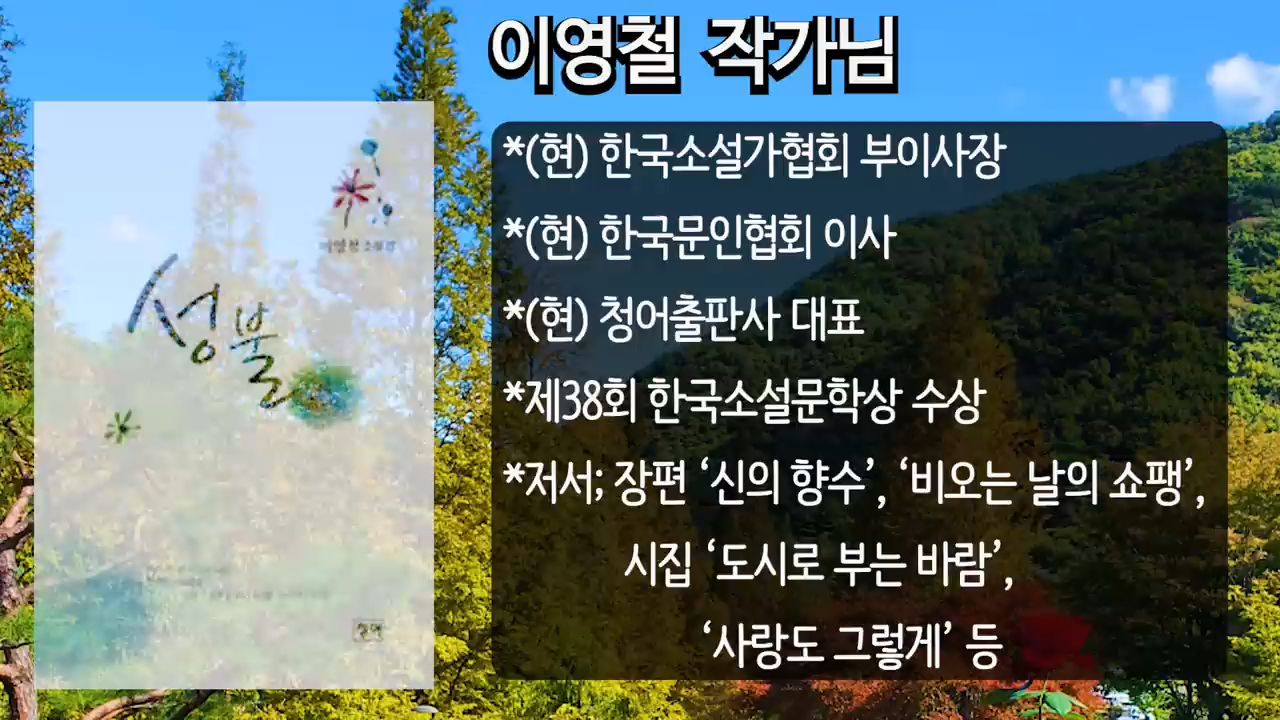 이영철 작가님
*(현) 한국소설가협회 부이사장
*(현) 한국문인협회 이사
*(현) 청어출판사 대표
*제38회 한국소설문학상 수상
*저서; 장편 ‘신의 향수’, ‘비오는 날의 쇼팽’,
시집 ‘도시로 부는 바람’,
‘사랑도 그렇게’ 등
이영철 소설집
성불